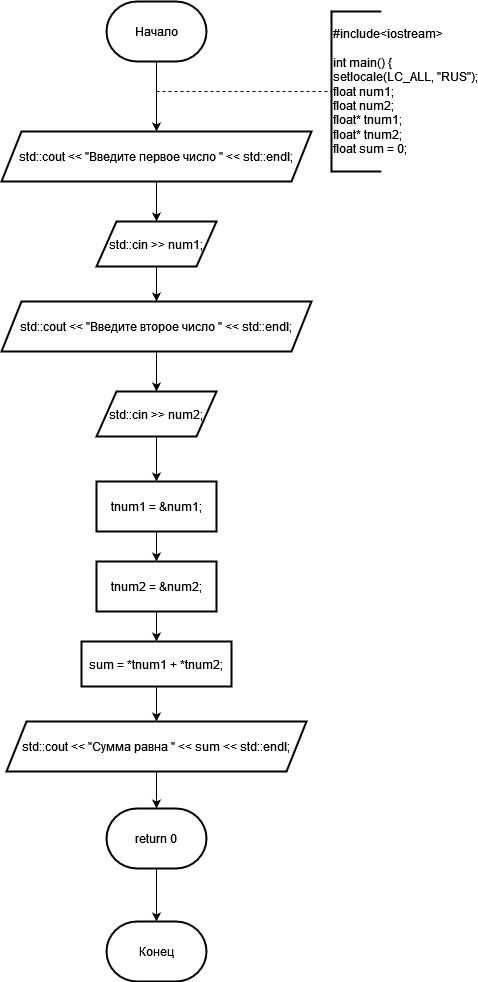 Начало
#include<iostream>
int main() {
setlocale(LC_ALL, "RUS");
float num1;
float num2;
float* tnum1;
float* tnum2;
float sum = 0;
std::cout << "Введите первое число " << std::endl;
std::cin >> num1;
std::cout << "Введите второе число " << std::endl;
std::cin >> num2;
tnum1 = &num1;
tnum2 = &num2;
sum = *tnum1 + *tnum2;
std::cout << "Сумма равна " << sum << std::endl;
return 0
Конец